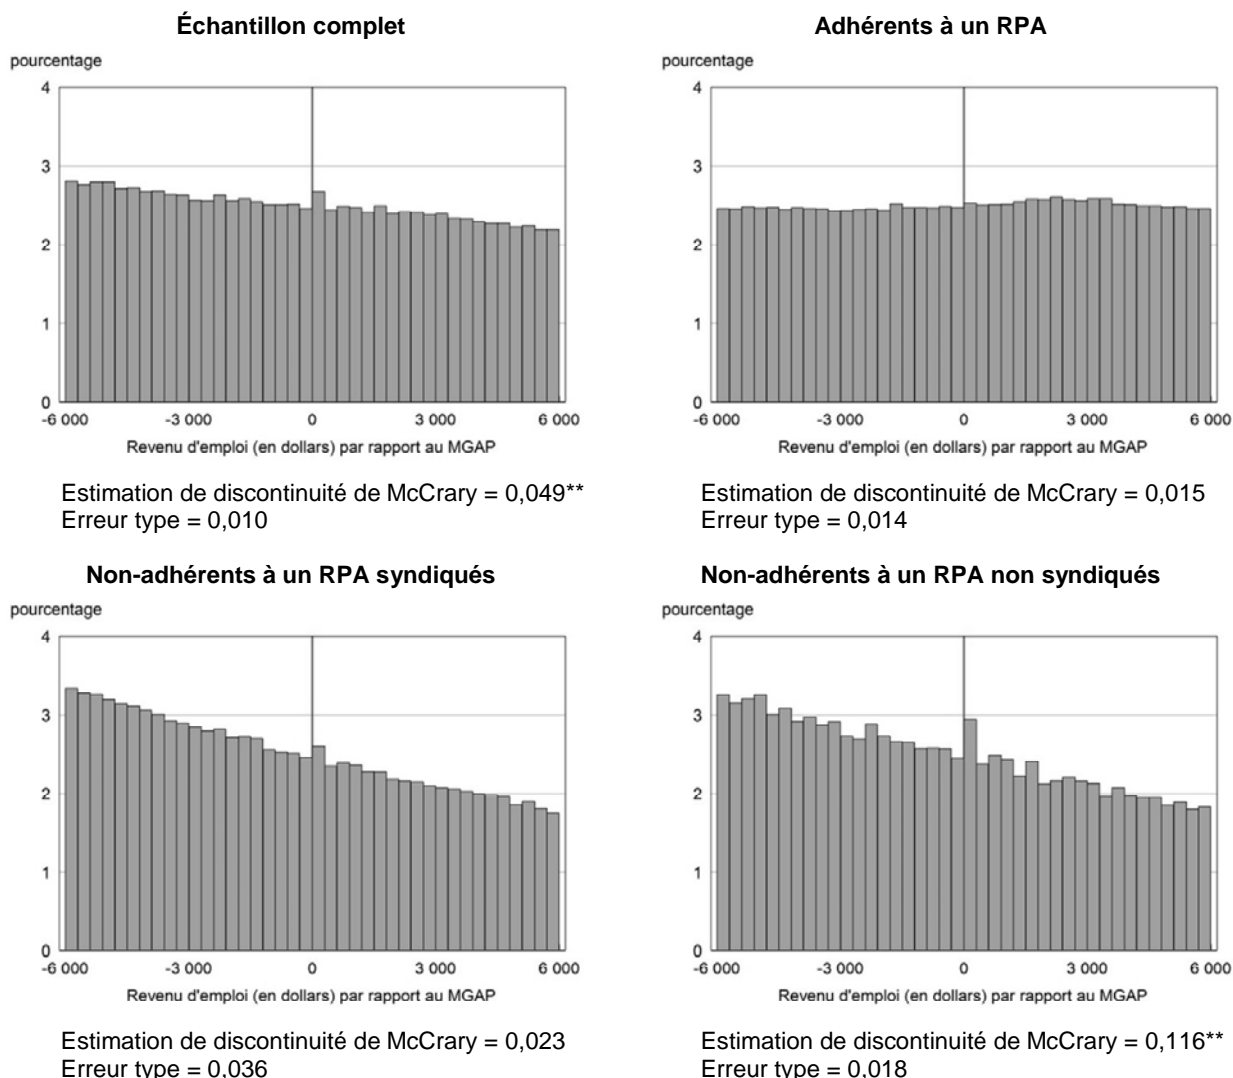 Échantillon complet
pourcentage
4
3
2
1
0
-6 000 -3 000 0 3 000 6 000
Revenu d'emploi (en dollars) par rapport au MGAP
Estimation de discontinuité de McCrary = 0,049**
Erreur type = 0,010
Adhérents à un RPA
pourcentage
4
3
2
1
0
-6 000 -3 000 0 3 000 6 000
Revenu d'emploi (en dollars) par rapport au MGAP
Estimation de discontinuité de McCrary = 0,015
Erreur type = 0,014
Non-adhérents à un RPA syndiqués
pourcentage
4
3
2
1
0
-6 000 -3 000 0 3 000 6 000
Revenu d'emploi (en dollars) par rapport au MGAP
Estimation de discontinuité de McCrary = 0,023
Erreur type = 0,036
Non-adhérents à un RPA non syndiqués
pourcentage
4
3
2
1
0
-6 000 -3 000 0 3 000 6 000
Revenu d'emploi (en dollars) par rapport au MGAP
Estimation de discontinuité de McCrary = 0,116**
Erreur type = 0,018